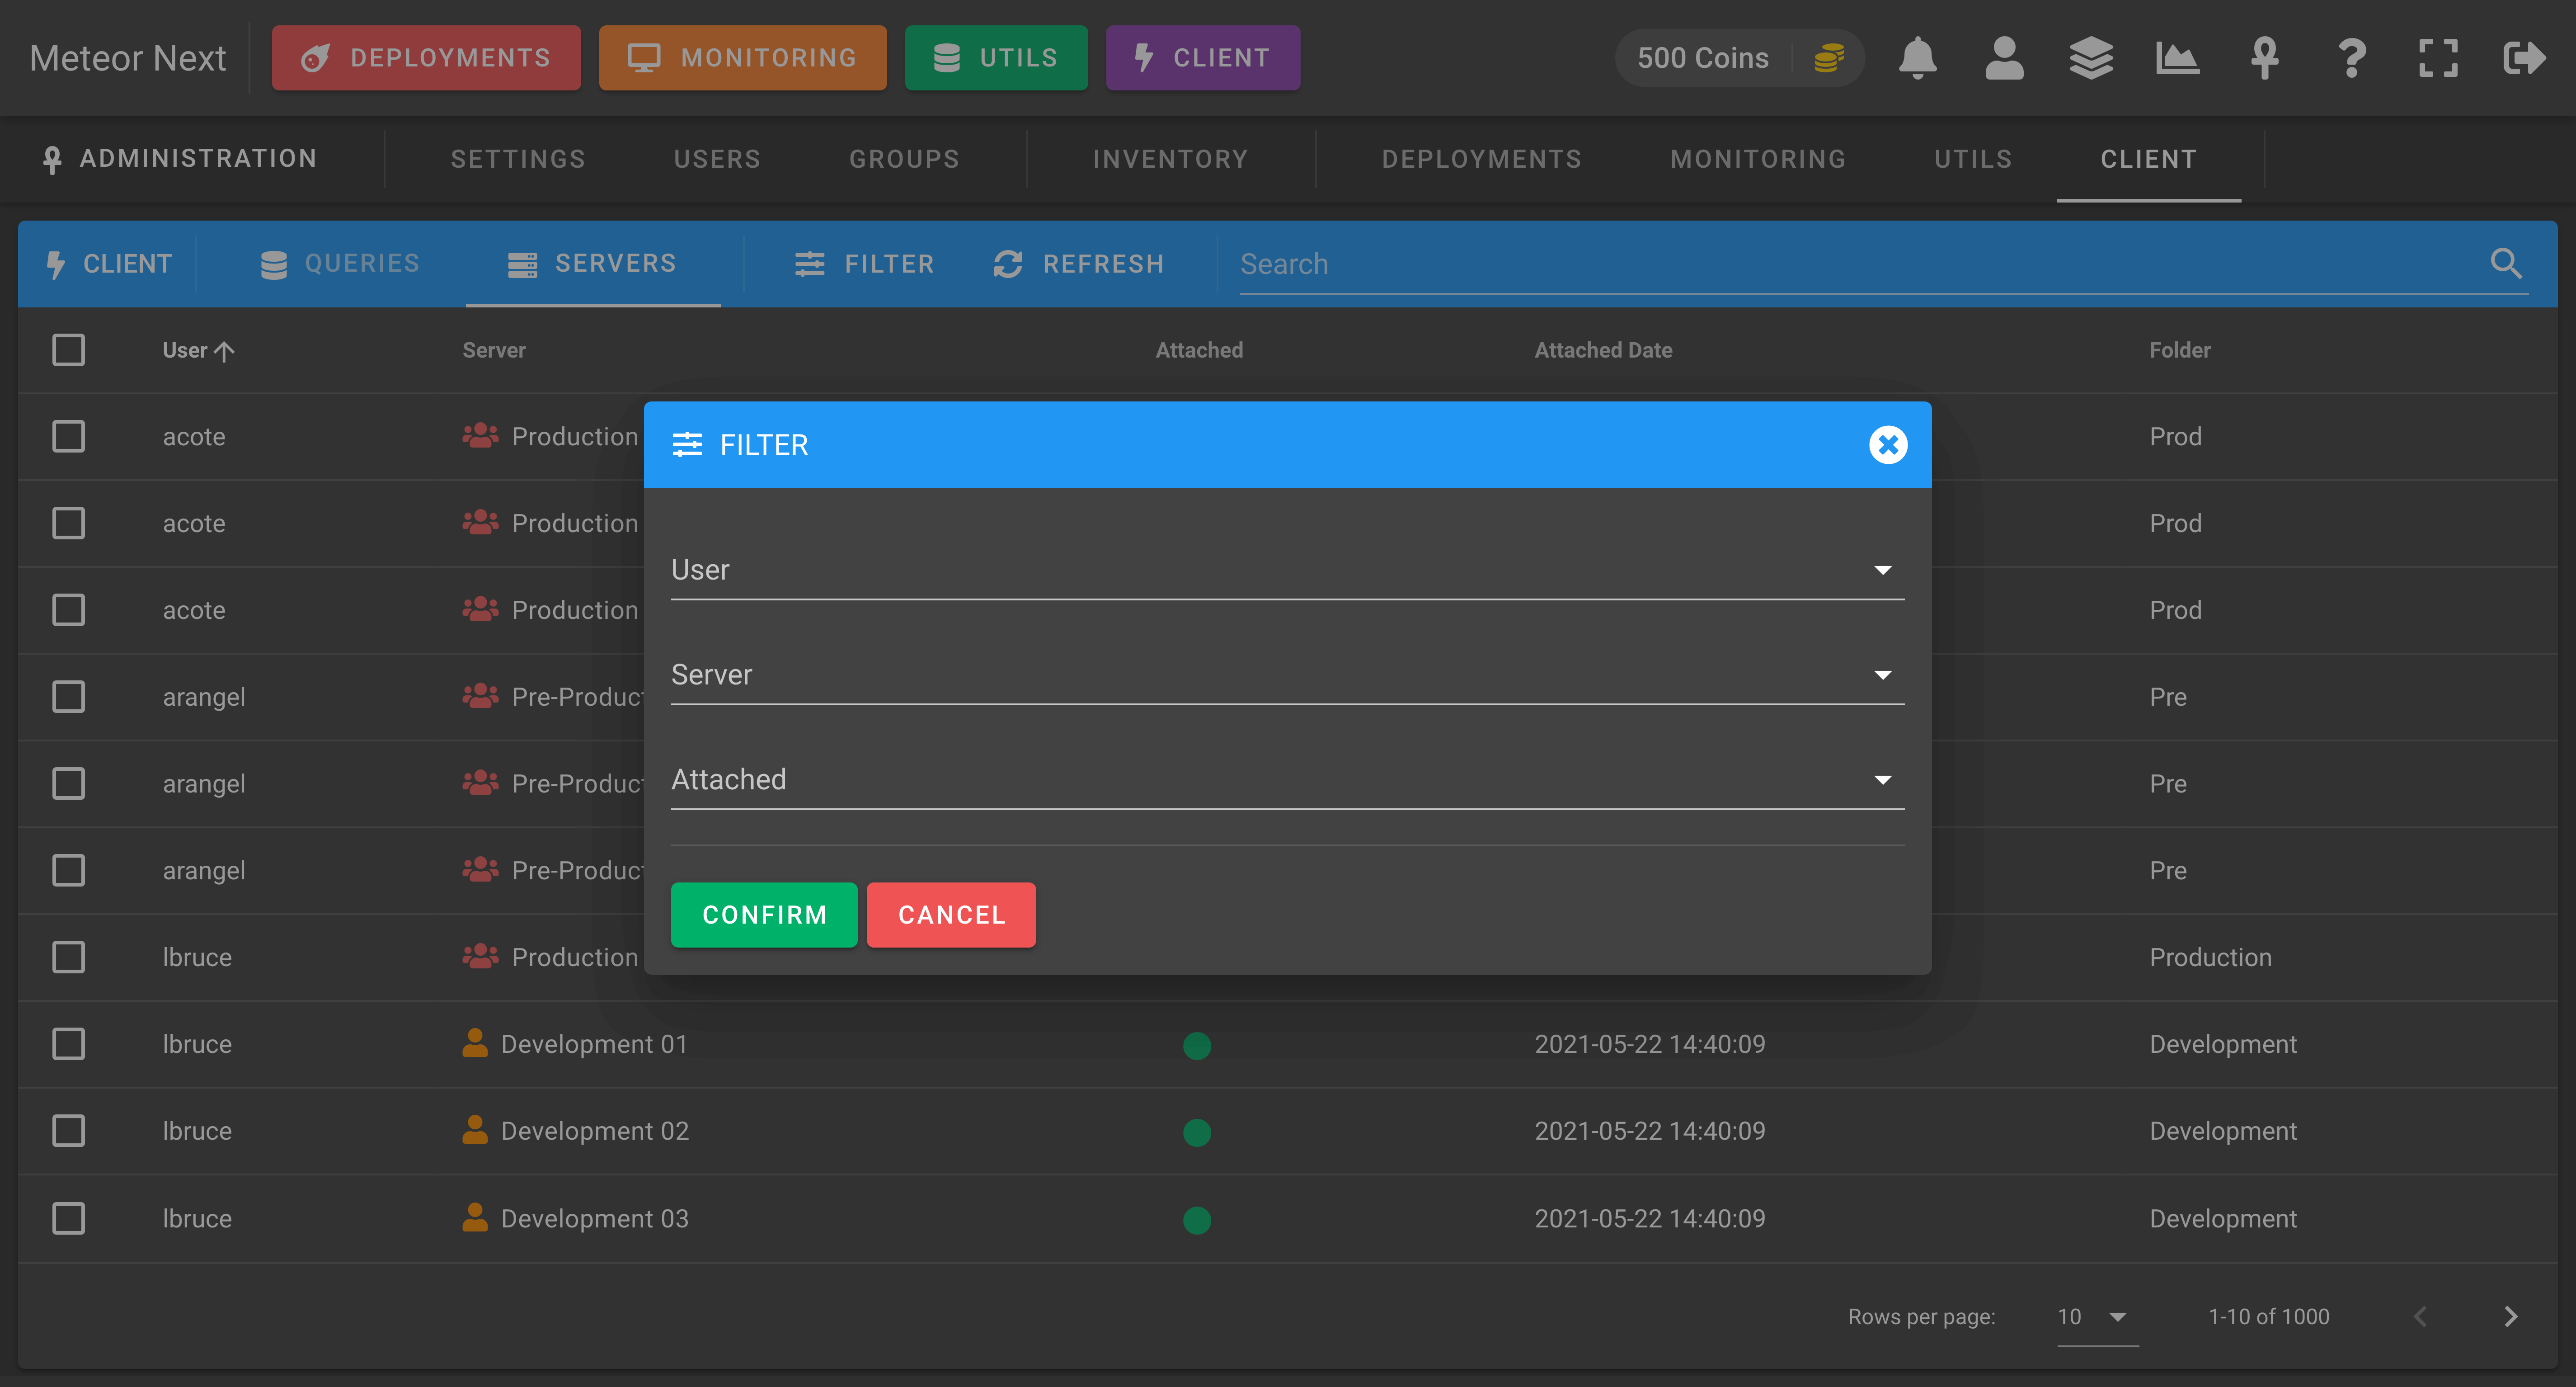 Meteor Next DEPLOYMENTS MONITORING UTILS CLIENT 500 Coins
ADMINISTRATION SETTINGS USERS GROUPS INVENTORY DEPLOYMENTS MONITORING UTILS CLIENT
CLIENT QUERIES SERVERS FILTER REFRESH Search
User Server Attached Attached Date Folder
acote Production Prod
acote Production Prod
acote Production Prod
arangel Pre-Produc Pre
arangel Pre-Produc Pre
arangel Pre-Produc Pre
lbruce Production Production
lbruce Development 01 2021-05-22 14:40:09 Development
lbruce Development 02 2021-05-22 14:40:09 Development
lbruce Development 03 2021-05-22 14:40:09 Development
Rows per page: 10 1-10 of 1000
FILTER
User
Server
Attached
CONFIRM CANCEL